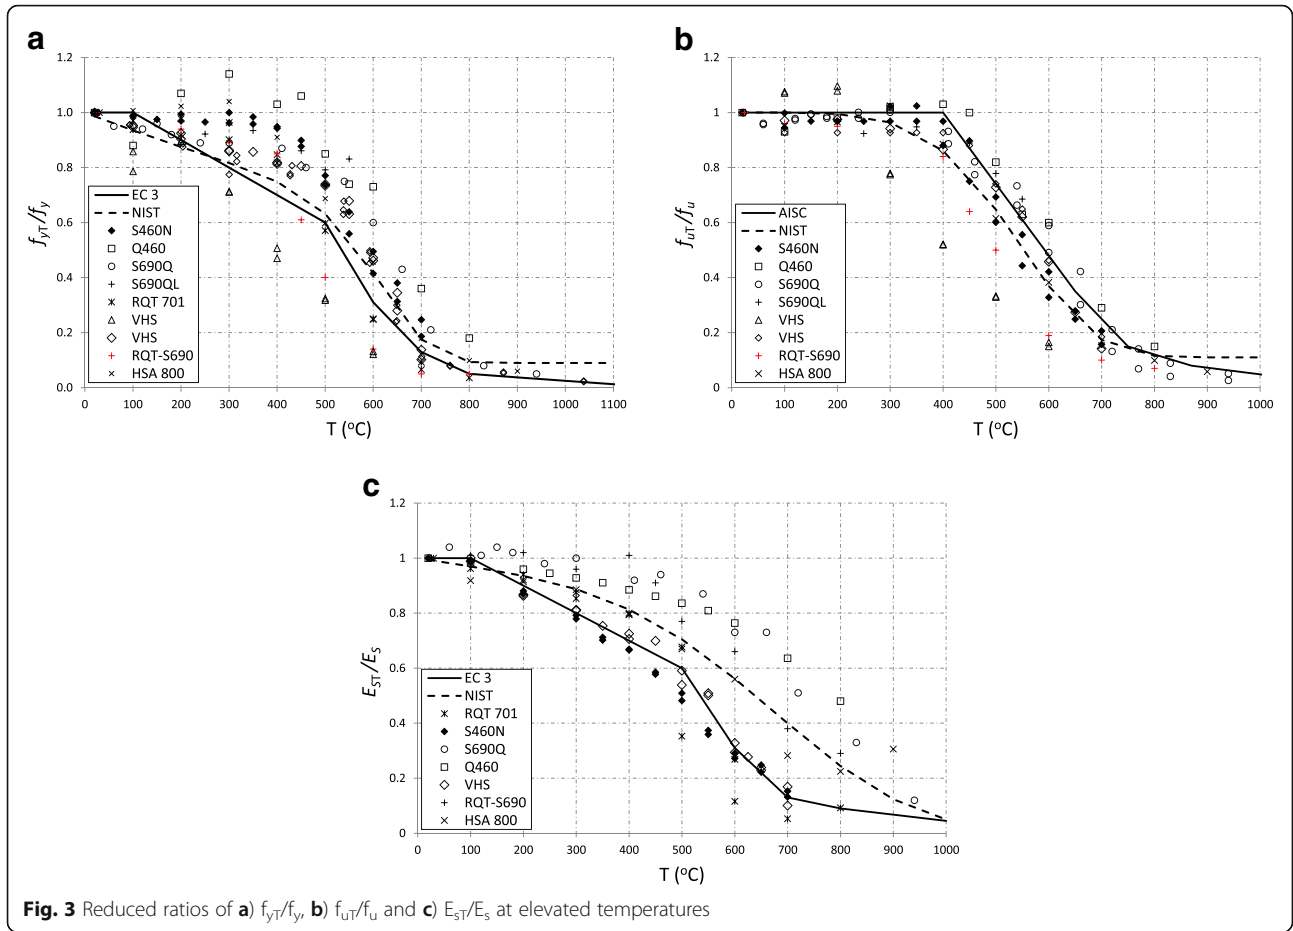 a
1.2
1.0
0.8
0.6
0.4
0.2
0.0
f_yT/f_y
EC 3
NIST
S460N
Q460
S690Q
S690QL
RQT 701
VHS
VHS
RQT-S690
HSA 800
0 100 200 300 400 500 600 700 800 900 1000 1100
T (°C)
b
1.2
1.0
0.8
0.6
0.4
0.2
0.0
f_uT/f_u
AISC
NIST
S460N
Q460
S690Q
S690QL
VHS
VHS
RQT-S690
HSA 800
0 100 200 300 400 500 600 700 800 900 1000
T (°C)
c
1.2
1
0.8
0.6
0.4
0.2
0
E_ST/E_S
EC 3
NIST
RQT 701
S460N
S690Q
Q460
VHS
RQT-S690
HSA 800
0 100 200 300 400 500 600 700 800 900 1000
T (°C)
Fig. 3 Reduced ratios of a) f_yT/f_y, b) f_uT/f_u and c) E_sT/E_s at elevated temperatures